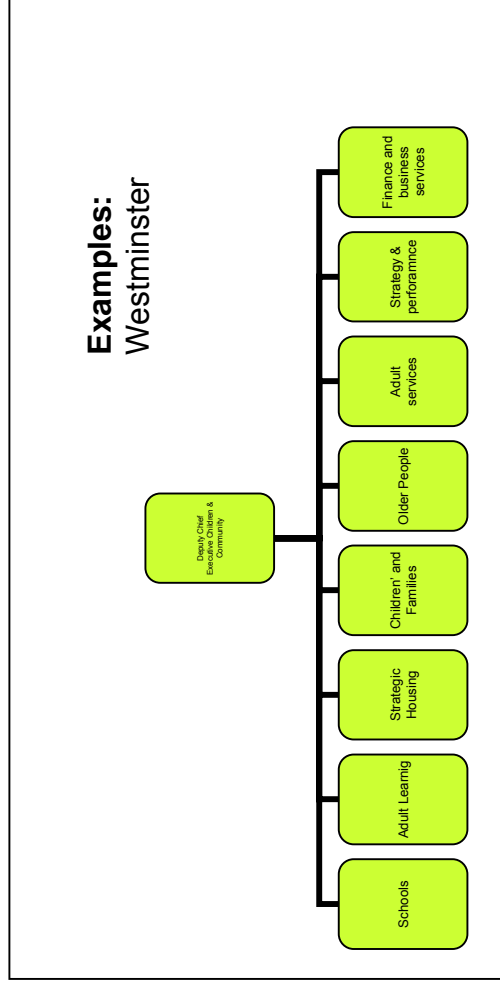 Examples:
Westminster
Deputy Chief
Executive Children &
Community
Schools
Adult Learnig
Strategic
Housing
Children' and
Families
Older People
Adult
services
Strategy &
perforamnce
Finance and
business
services